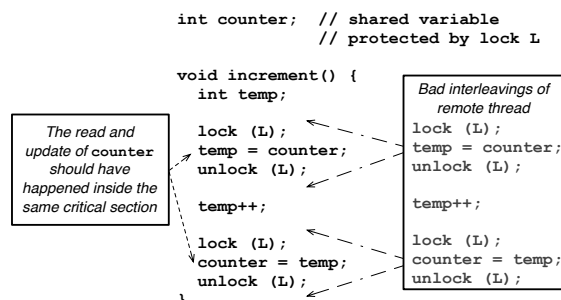 int counter;  // shared variable
// protected by lock L
void increment() {
int temp;
lock (L);
temp = counter;
unlock (L);
temp++;
lock (L);
counter = temp;
unlock (L);
}
The read and
update of counter
should have
happened inside the
same critical section
Bad interleavings of
remote thread
lock (L);
temp = counter;
unlock (L);
temp++;
lock (L);
counter = temp;
unlock (L);